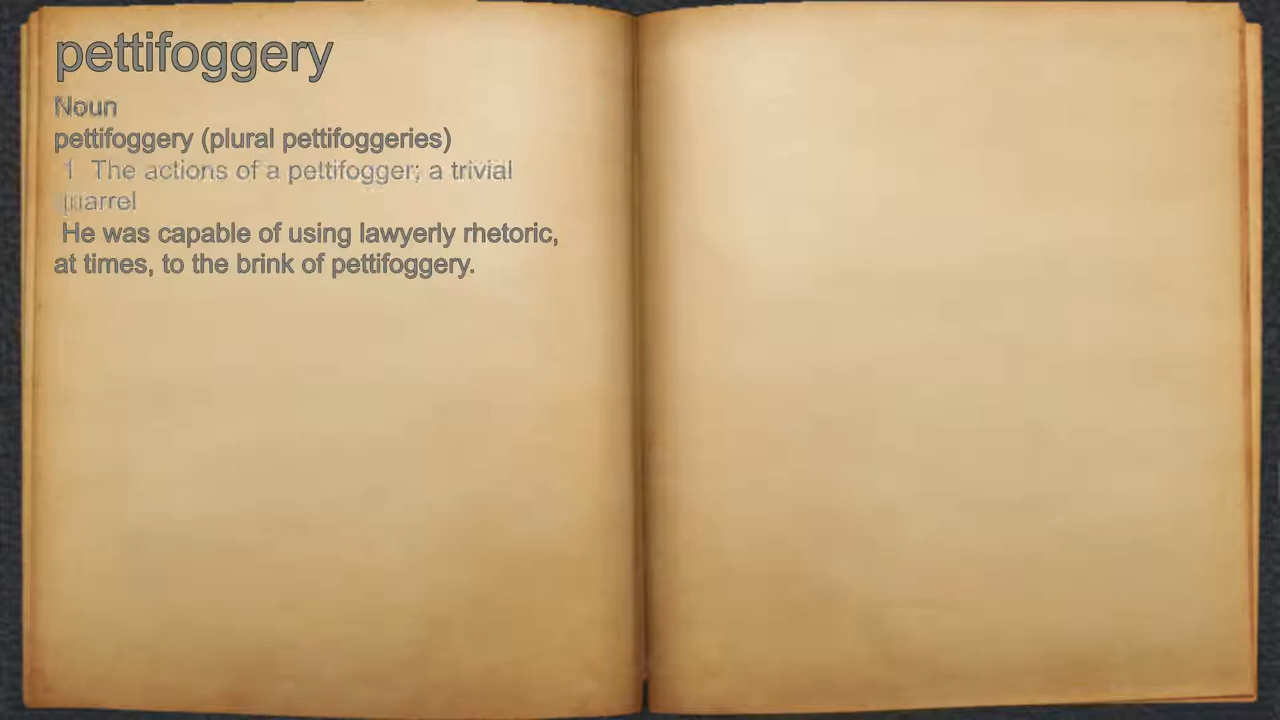 pettifoggery
Noun
pettifoggery (plural pettifoggeries)
1 The actions of a pettifogger; a trivial
quarrel
He was capable of using lawyerly rhetoric,
at times, to the brink of pettifoggery.